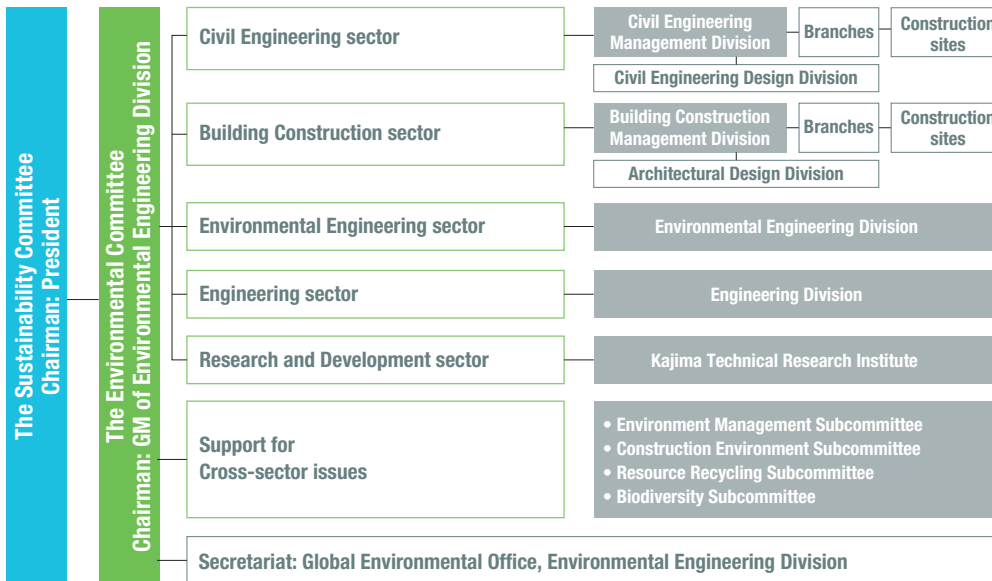 The Sustainability Committee
Chairman: President
The Environmental Committee
Chairman: GM of Environmental Engineering Division
Civil Engineering sector
Civil Engineering
Management Division
Branches
Construction
sites
Civil Engineering Design Division
Building Construction sector
Building Construction
Management Division
Branches
Construction
sites
Architectural Design Division
Environmental Engineering sector
Environmental Engineering Division
Engineering sector
Engineering Division
Research and Development sector
Kajima Technical Research Institute
Support for
Cross-sector issues
• Environment Management Subcommittee
• Construction Environment Subcommittee
• Resource Recycling Subcommittee
• Biodiversity Subcommittee
Secretariat: Global Environmental Office, Environmental Engineering Division